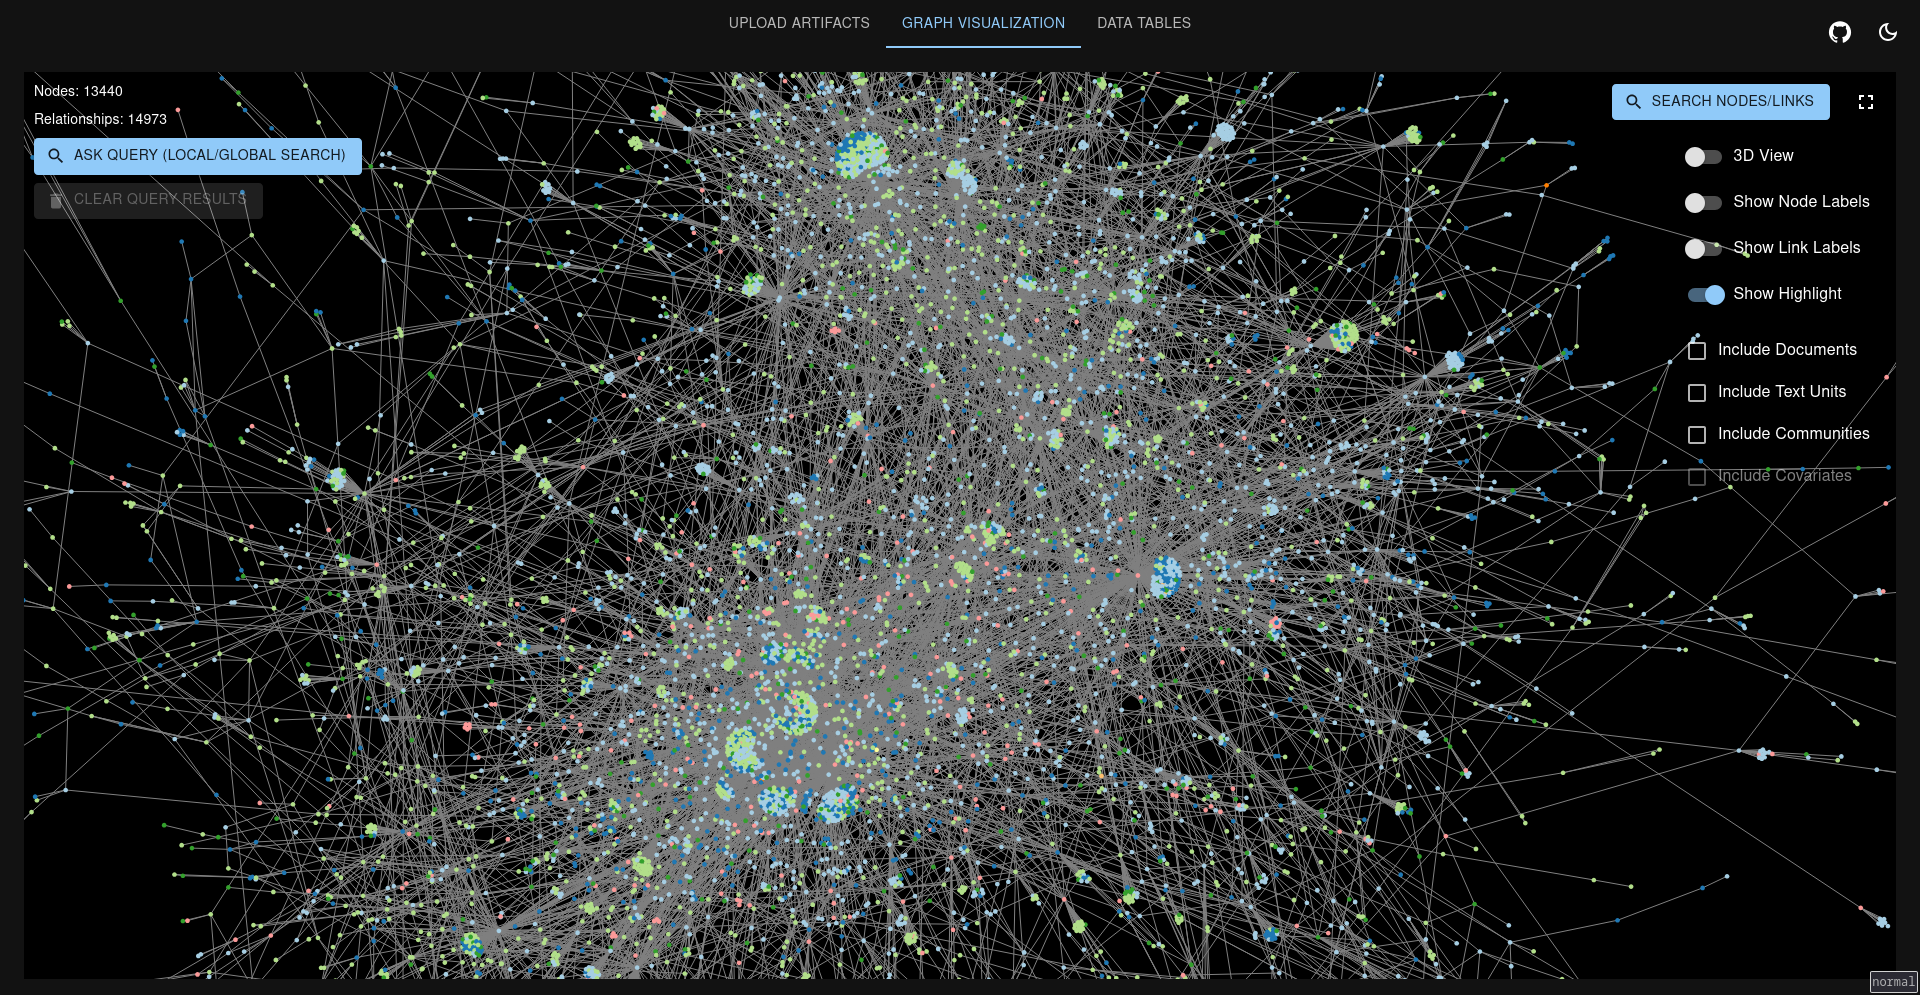 UPLOAD ARTIFACTS
GRAPH VISUALIZATION
DATA TABLES
Nodes: 13440
Relationships: 14973
ASK QUERY (LOCAL/GLOBAL SEARCH)
CLEAR QUERY RESULTS
SEARCH NODES/LINKS
3D View
Show Node Labels
Show Link Labels
Show Highlight
Include Documents
Include Text Units
Include Communities
Include Covariates
normal